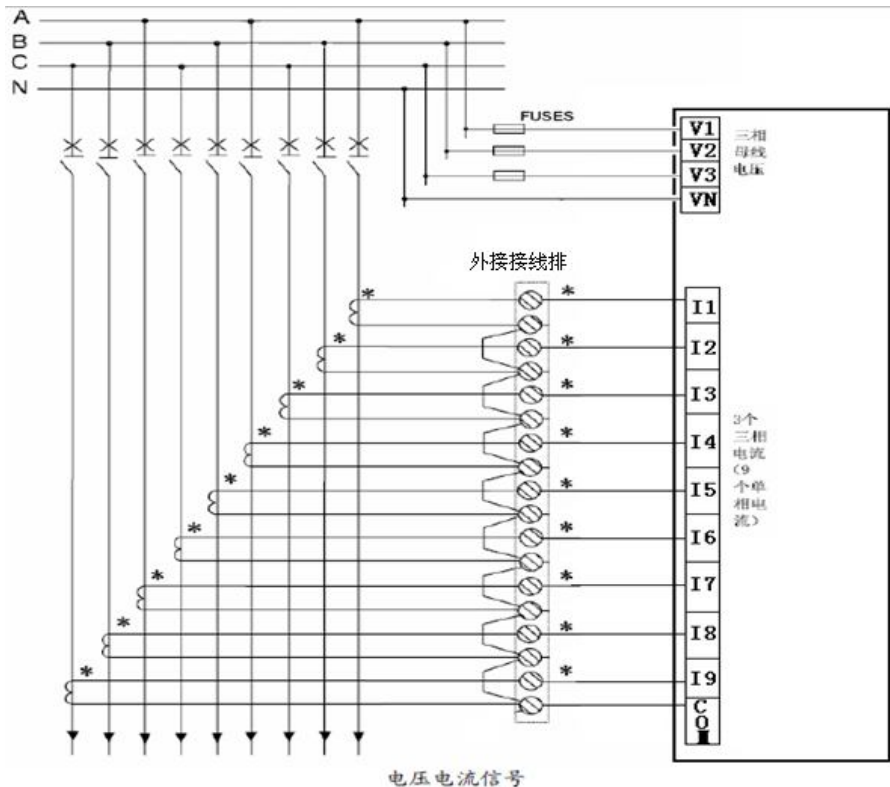 A
B
C
N
FUSES
V1
V2
V3
VN
三相
母线
电压
外接接线排
* * I1
* * I2
* * I3
* * I4
* * I5
* * I6
* * I7
* * I8
* * I9
3个
三相
电流
(9
个单
相电
流)
C
O
电压电流信号